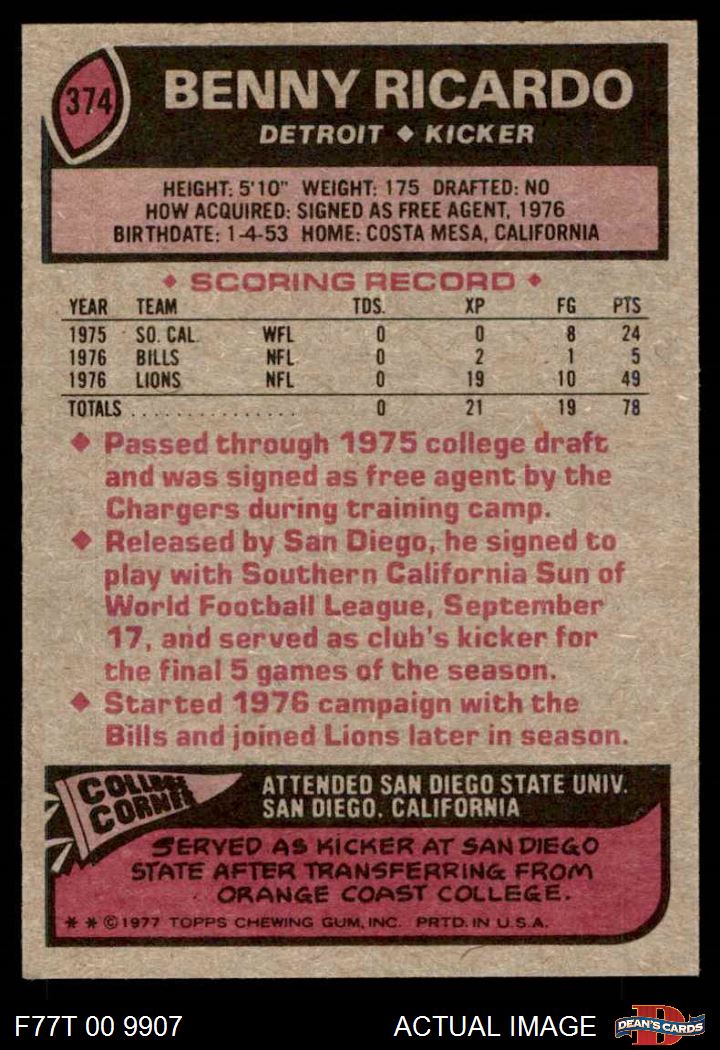 374
BENNY RICARDO
DETROIT ◆ KICKER
HEIGHT: 5'10" WEIGHT: 175 DRAFTED: NO
HOW ACQUIRED: SIGNED AS FREE AGENT, 1976
BIRTHDATE: 1-4-53 HOME: COSTA MESA, CALIFORNIA
◆ SCORING RECORD ◆
YEAR TEAM TDS. XP FG PTS
1975 SO. CAL. WFL 0 0 8 24
1976 BILLS NFL 0 2 1 5
1976 LIONS NFL 0 19 10 49
TOTALS . . . . . . . . . . . . . . . 0 21 19 78
◆ Passed through 1975 college draft
and was signed as free agent by the
Chargers during training camp.
◆ Released by San Diego, he signed to
play with Southern California Sun of
World Football League, September
17, and served as club's kicker for
the final 5 games of the season.
◆ Started 1976 campaign with the
Bills and joined Lions later in season.
COLLEGE
CORNER
ATTENDED SAN DIEGO STATE UNIV.
SAN DIEGO, CALIFORNIA
SERVED AS KICKER AT SAN DIEGO
STATE AFTER TRANSFERRING FROM
ORANGE COAST COLLEGE.
* * © 1977 TOPPS CHEWING GUM, INC. PRTD. IN U.S.A.
F77T 00 9907 ACTUAL IMAGE
D
DEAN'S CARDS